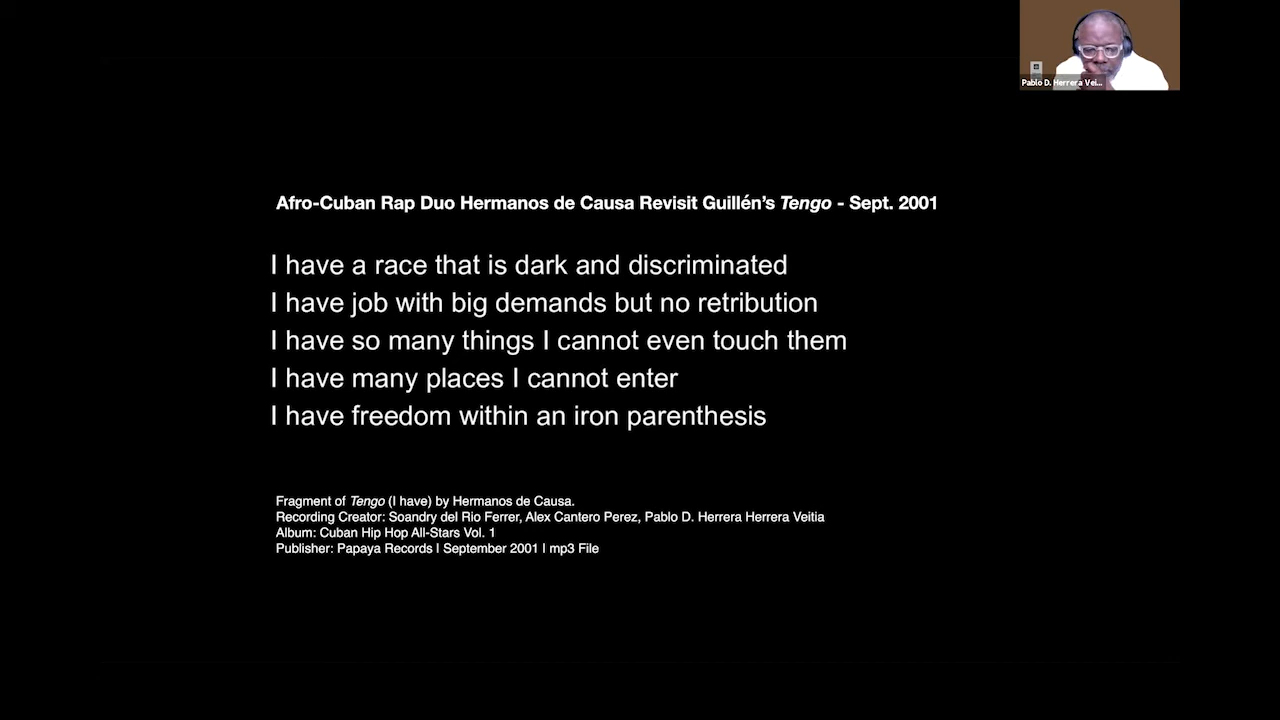 Pablo D. Herrera Vei...
Afro-Cuban Rap Duo Hermanos de Causa Revisit Guillén's Tengo - Sept. 2001
I have a race that is dark and discriminated
I have job with big demands but no retribution
I have so many things I cannot even touch them
I have many places I cannot enter
I have freedom within an iron parenthesis
Fragment of Tengo (I have) by Hermanos de Causa.
Recording Creator: Soandry del Rio Ferrer, Alex Cantero Perez, Pablo D. Herrera Herrera Veitia
Album: Cuban Hip Hop All-Stars Vol. 1
Publisher: Papaya Records I September 2001 I mp3 File